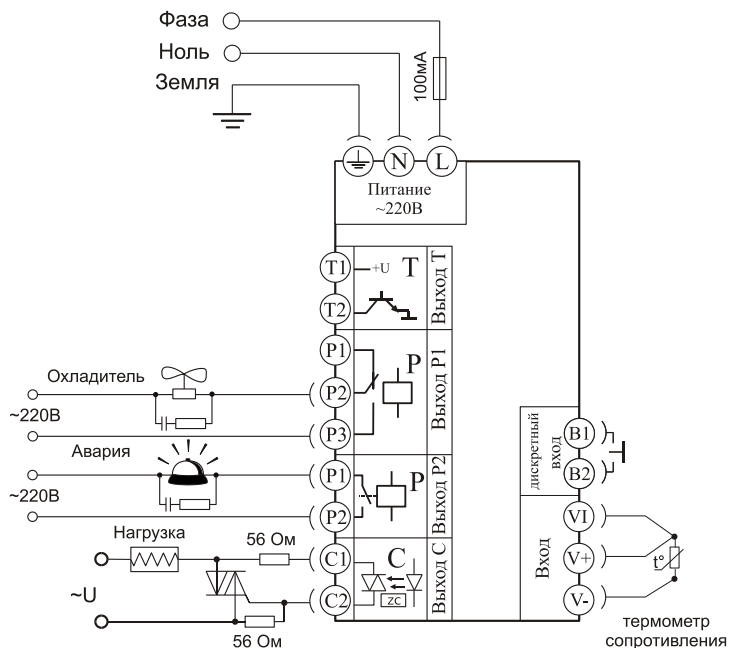 Фаза
Ноль
Земля
100мА
N
L
Питание
~220В
T1
+U
T
T2
Выход T
P1
P
P2
P3
Выход P1
Охладитель
~220В
Авария
~220В
P1
P
P2
Выход P2
Нагрузка
56 Ом
~U
56 Ом
C1
C
C2
ZC
Выход C
дискретный
вход
B1
B2
Вход
VI
V+
V-
t°
термометр
сопротивления